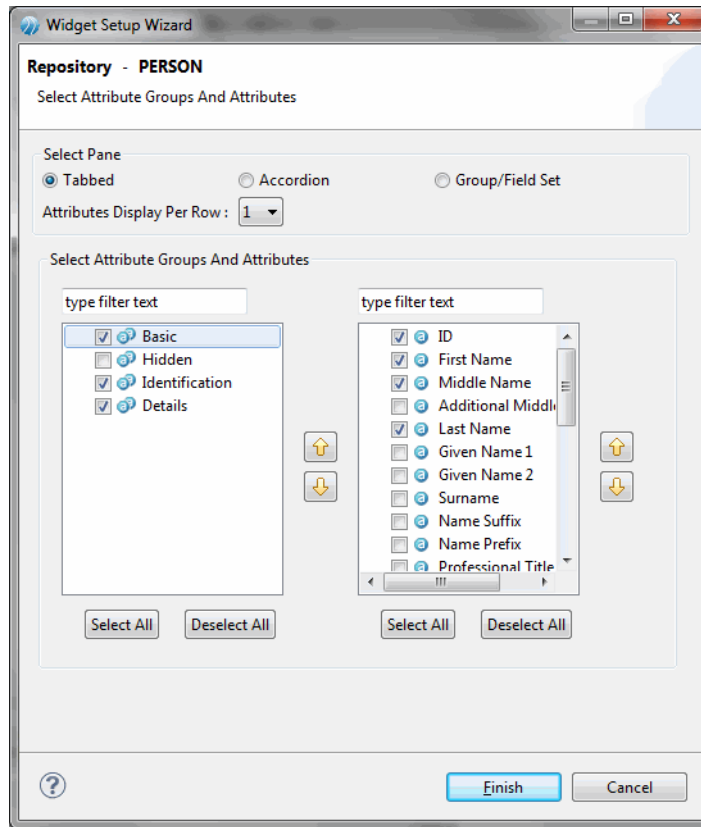 Widget Setup Wizard
Repository - PERSON
Select Attribute Groups And Attributes
Select Pane
Tabbed
Accordion
Group/Field Set
Attributes Display Per Row :
1
Select Attribute Groups And Attributes
type filter text
Basic
Hidden
Identification
Details
Select All
Deselect All
type filter text
ID
First Name
Middle Name
Additional Middl
Last Name
Given Name 1
Given Name 2
Surname
Name Suffix
Name Prefix
Professional Title
Select All
Deselect All
Finish
Cancel